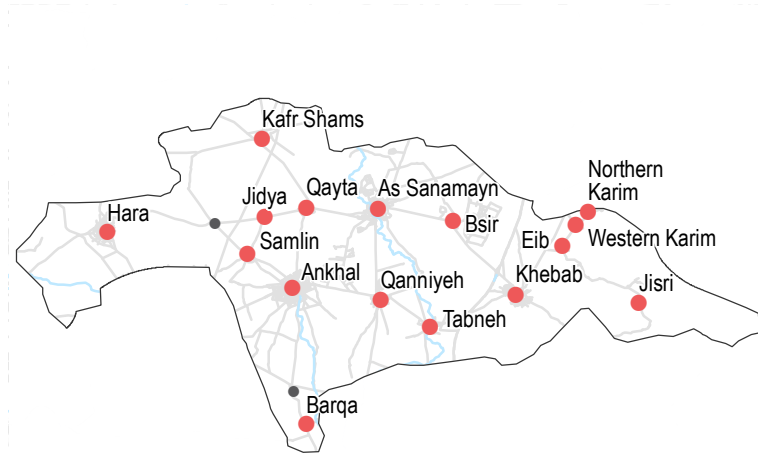 Kafr Shams
Northern
Karim
Jidya
Qayta
As Sanamayn
Hara
Bsir
Eib
Western Karim
Samlin
Ankhal
Qanniyeh
Khebab
Jisri
Tabneh
Barqa